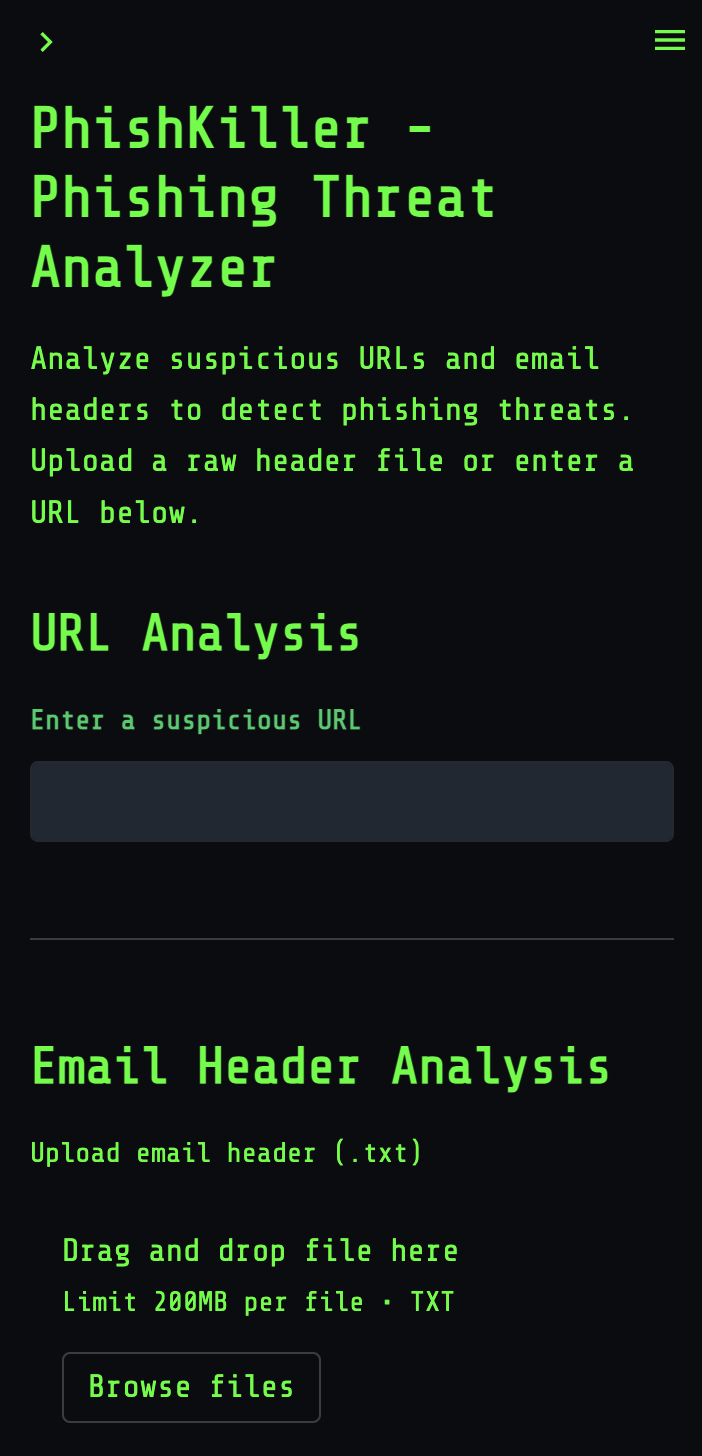 PhishKiller -
Phishing Threat
Analyzer
Analyze suspicious URLs and email
headers to detect phishing threats.
Upload a raw header file or enter a
URL below.
URL Analysis
Enter a suspicious URL
Email Header Analysis
Upload email header (.txt)
Drag and drop file here
Limit 200MB per file • TXT
Browse files